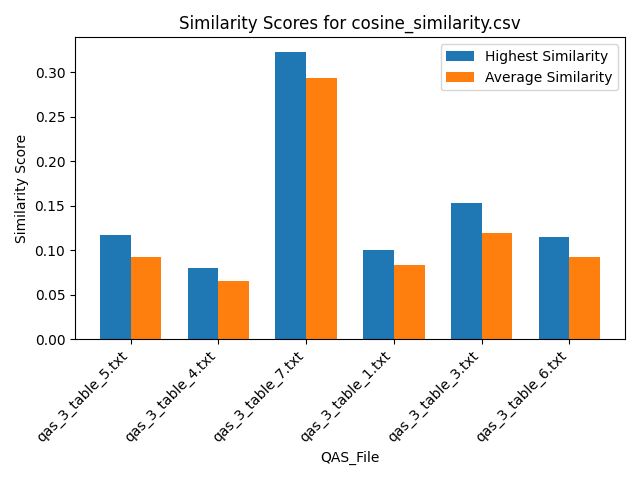 Similarity Scores for cosine_similarity.csv
Highest Similarity
Average Similarity
Similarity Score
0.30
0.25
0.20
0.15
0.10
0.05
0.00
qas_3_table_5.txt
qas_3_table_4.txt
qas_3_table_7.txt
qas_3_table_1.txt
qas_3_table_3.txt
qas_3_table_6.txt
QAS_File